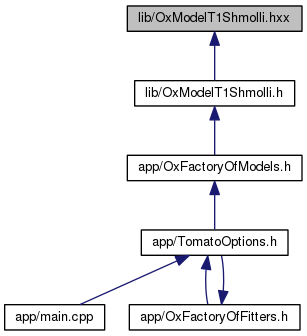 lib/OxModelT1Shmolli.hxx
lib/OxModelT1Shmolli.h
app/OxFactoryOfModels.h
app/TomatoOptions.h
app/main.cpp
app/OxFactoryOfFitters.h